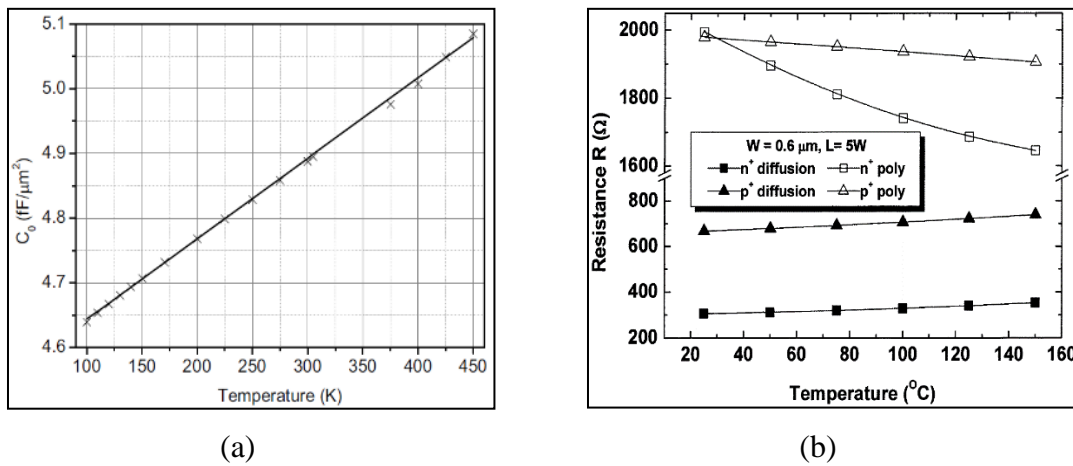 5.1
5.0
4.9
4.8
4.7
4.6
C₀ (fF/μm²)
100 150 200 250 300 350 400 450
Temperature (K)
(a)
2000
1800
1600
800
600
400
200
Resistance R (Ω)
W = 0.6 μm, L= 5W
n⁺ diffusion n⁺ poly
p⁺ diffusion p⁺ poly
20 40 60 80 100 120 140 160
Temperature (°C)
(b)